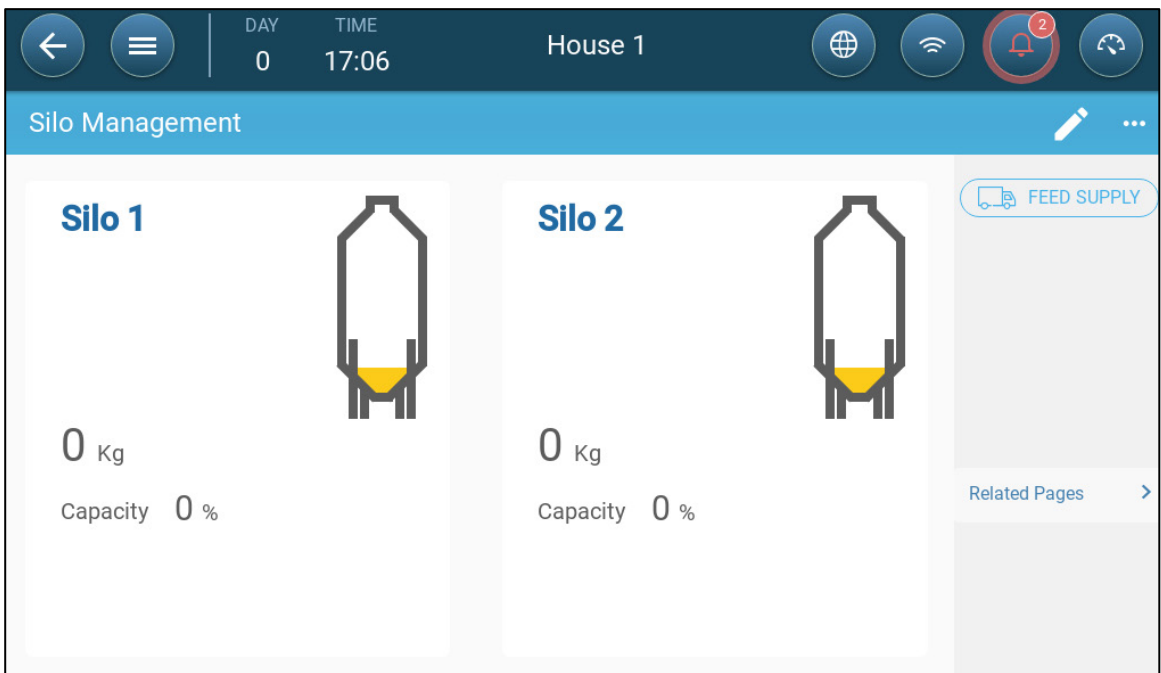 DAY
0
TIME
17:06
House 1
2
Silo Management
Silo 1
0 Kg
Capacity 0 %
Silo 2
0 Kg
Capacity 0 %
FEED SUPPLY
Related Pages